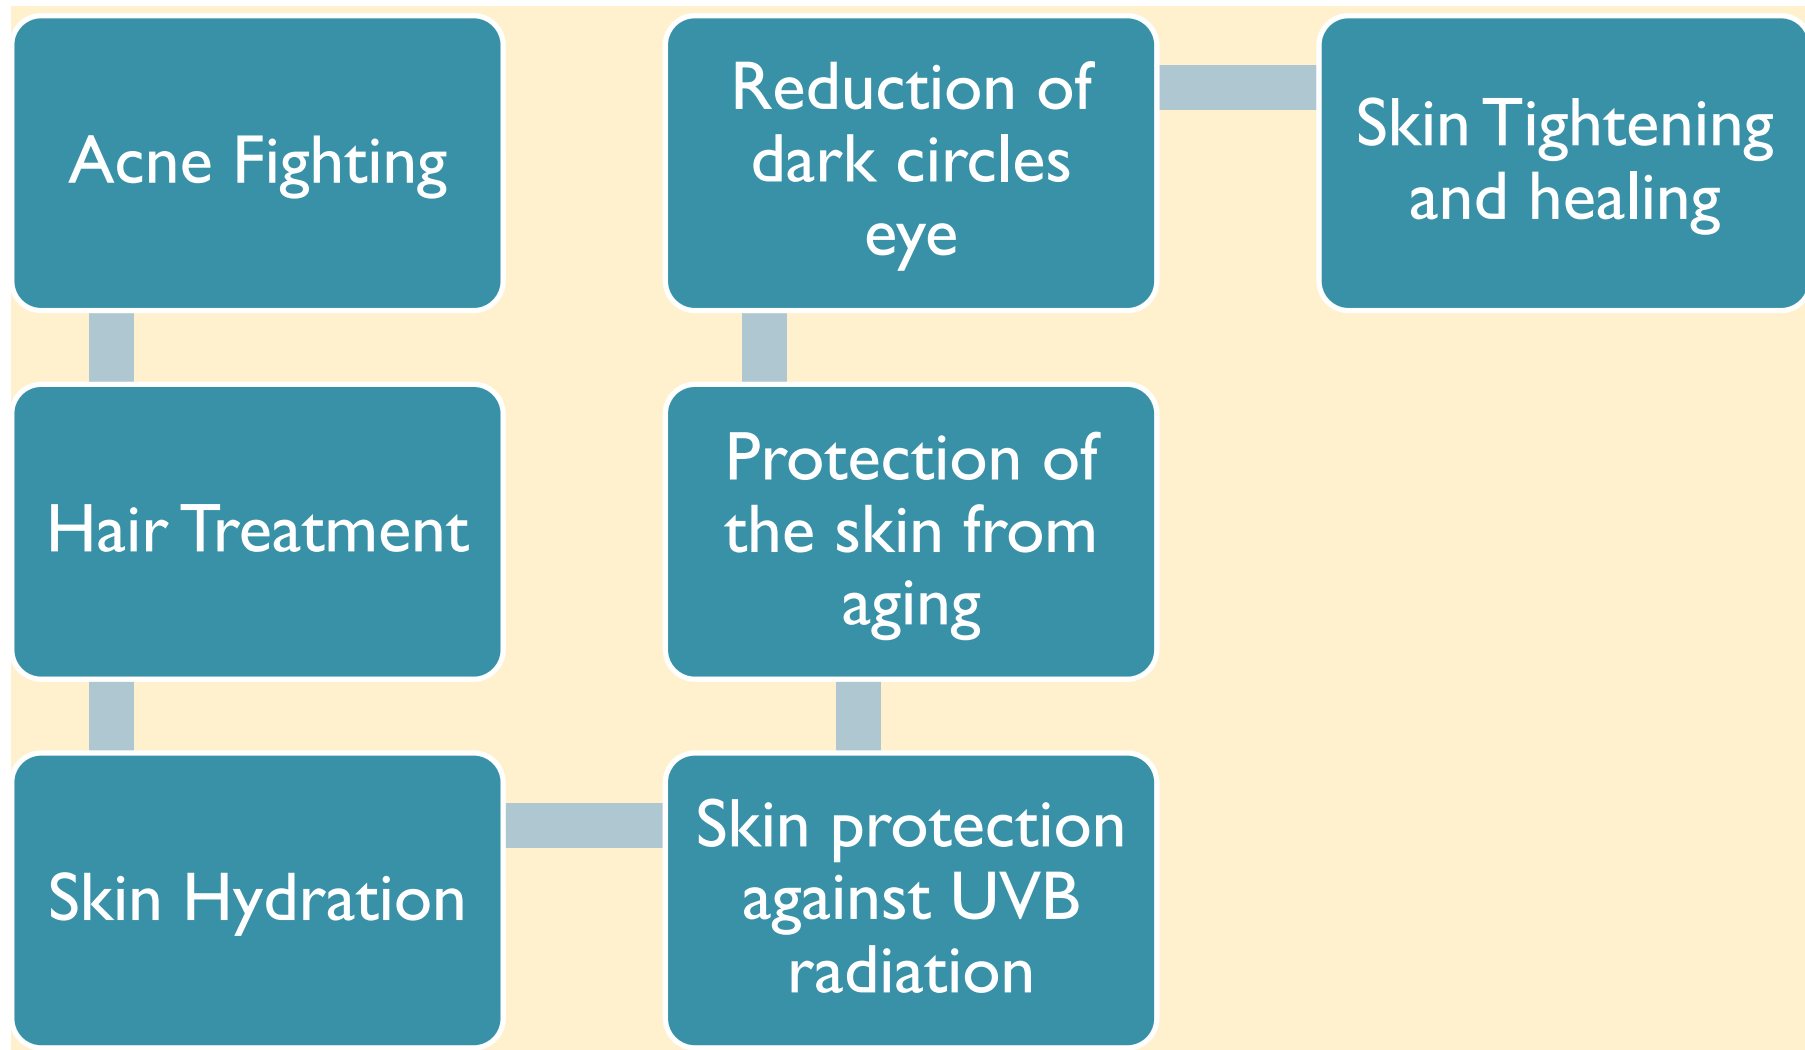 Acne Fighting
Hair Treatment
Skin Hydration
Skin protection
against UVB
radiation
Protection of
the skin from
aging
Reduction of
dark circles
eye
Skin Tightening
and healing